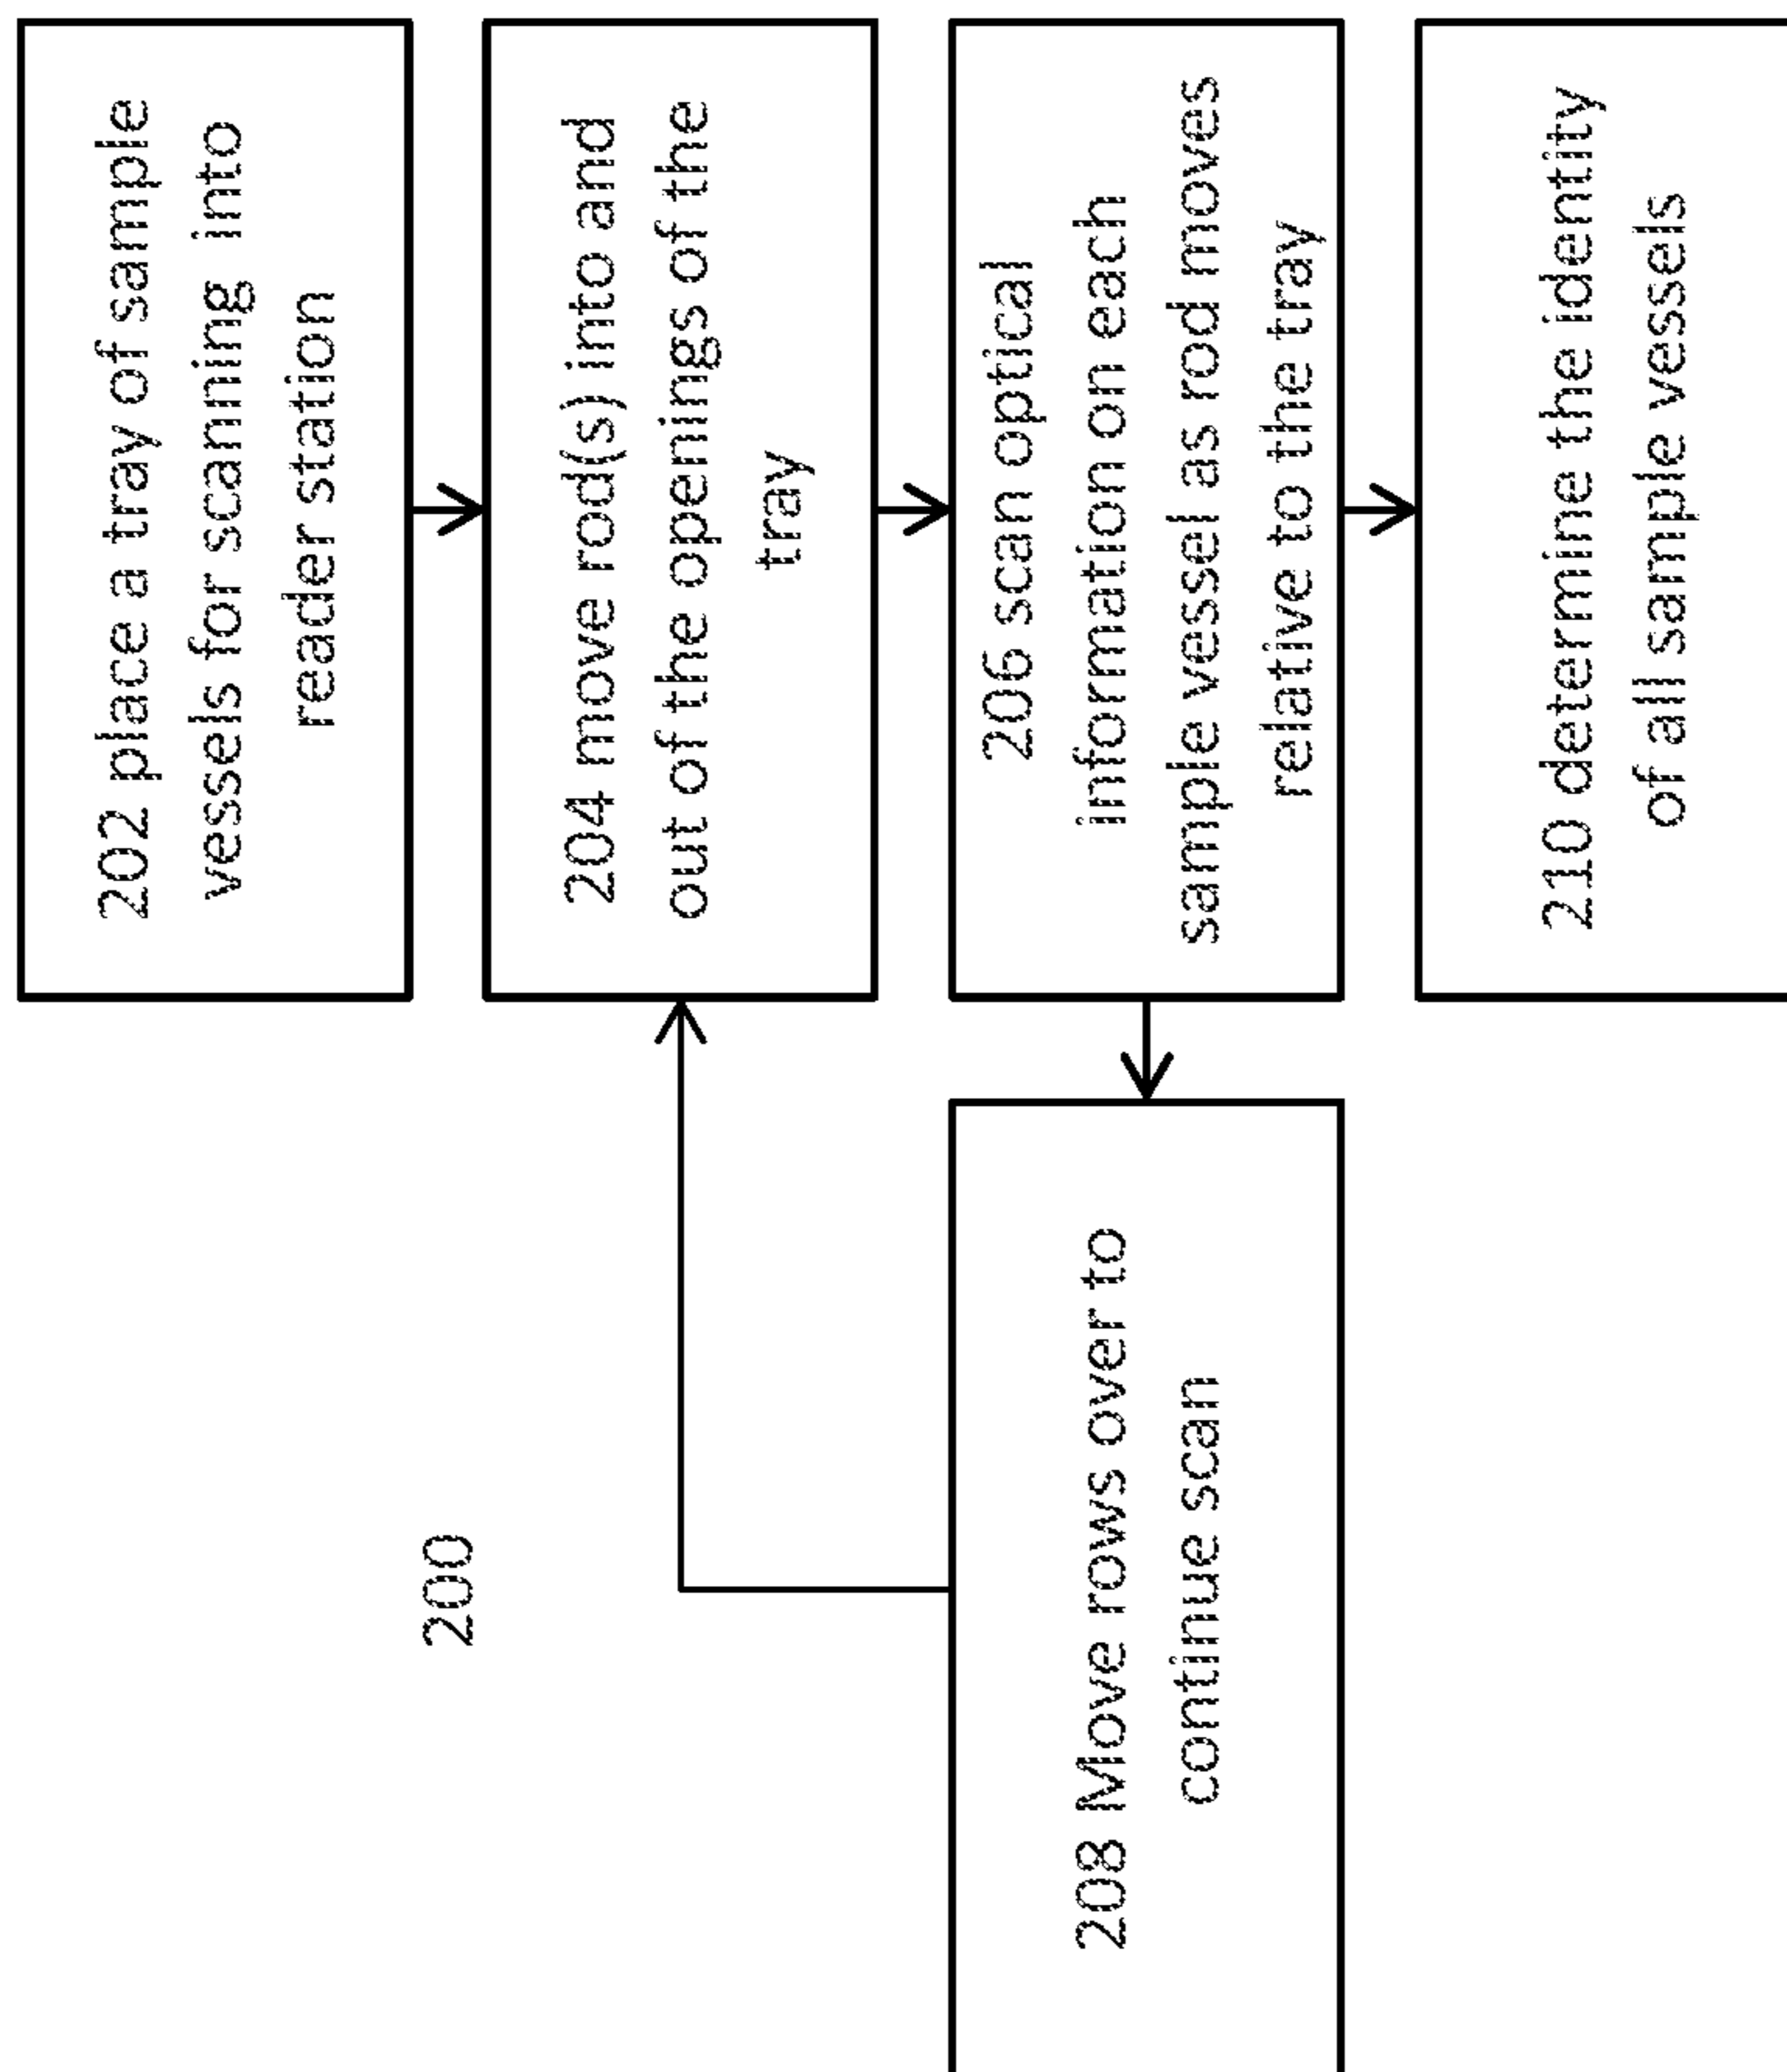 200
202 place a tray of sample
vessels for scanning into
reader station
204 move rod(s) into and
out of the openings of the
tray
206 scan optical
information on each
sample vessel as rod moves
relative to the tray
208 Move rows over to
continue scan
210 determine the identity
of all sample vessels